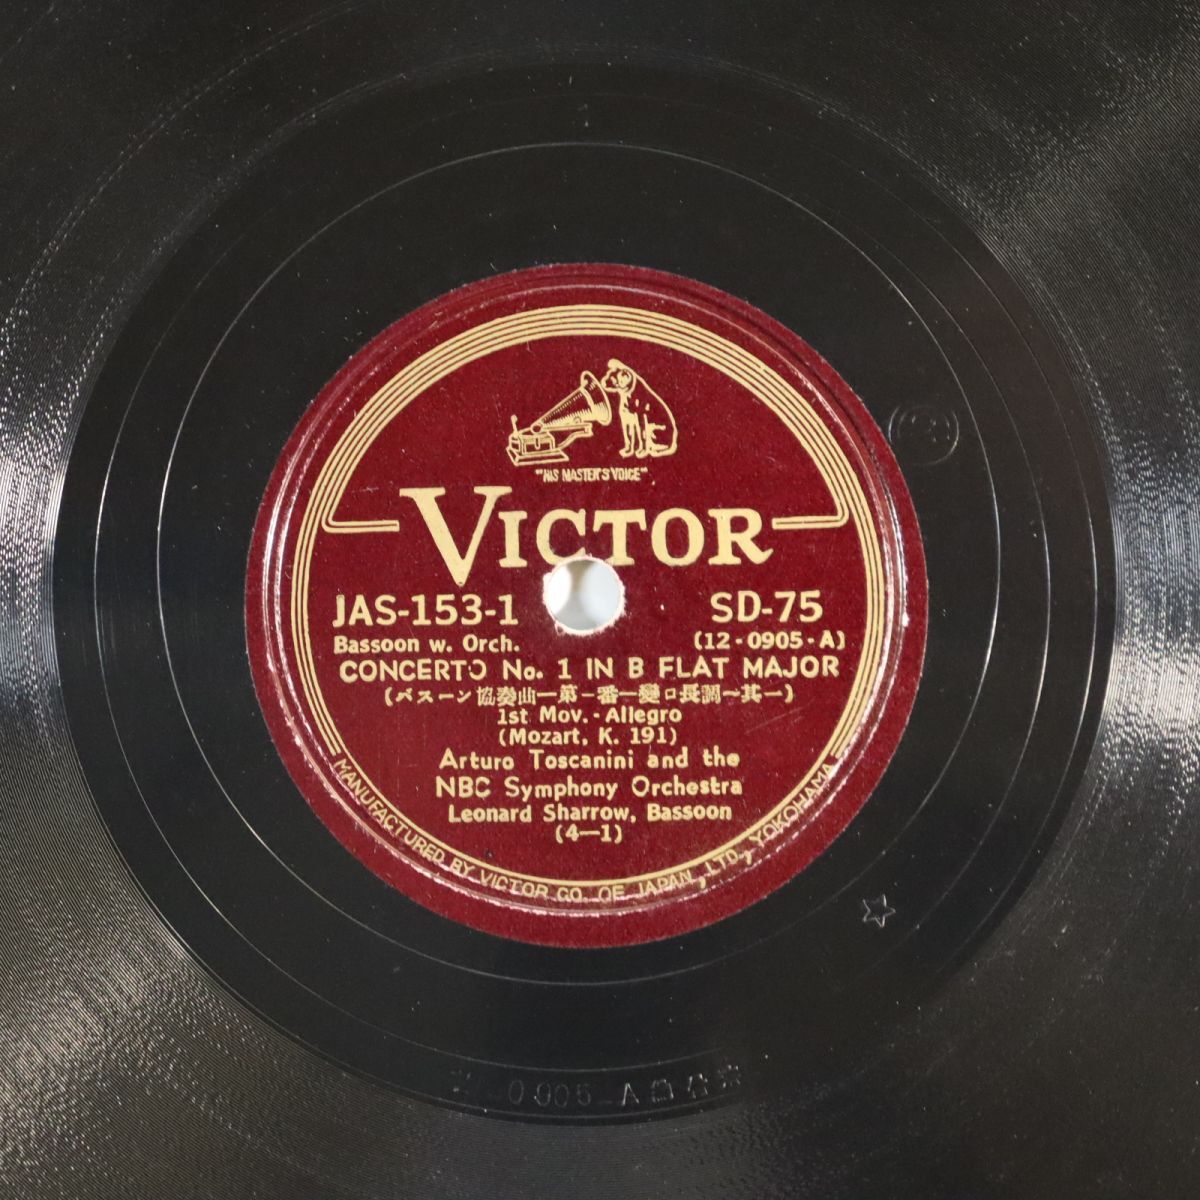 "HIS MASTER'S VOICE"
VICTOR
JAS-153-1 SD-75
Bassoon w. Orch. (12-0905-A)
CONCERTO No. 1 IN B FLAT MAJOR
(バスーン協奏曲ー第一番ー變ロ長調〜其一)
1st Mov.-Allegro
(Mozart, K. 191)
Arturo Toscanini and the
NBC Symphony Orchestra
Leonard Sharrow, Bassoon
(4—1)
MANUFACTURED BY VICTOR CO. OF JAPAN, LTD., YOKOHAMA